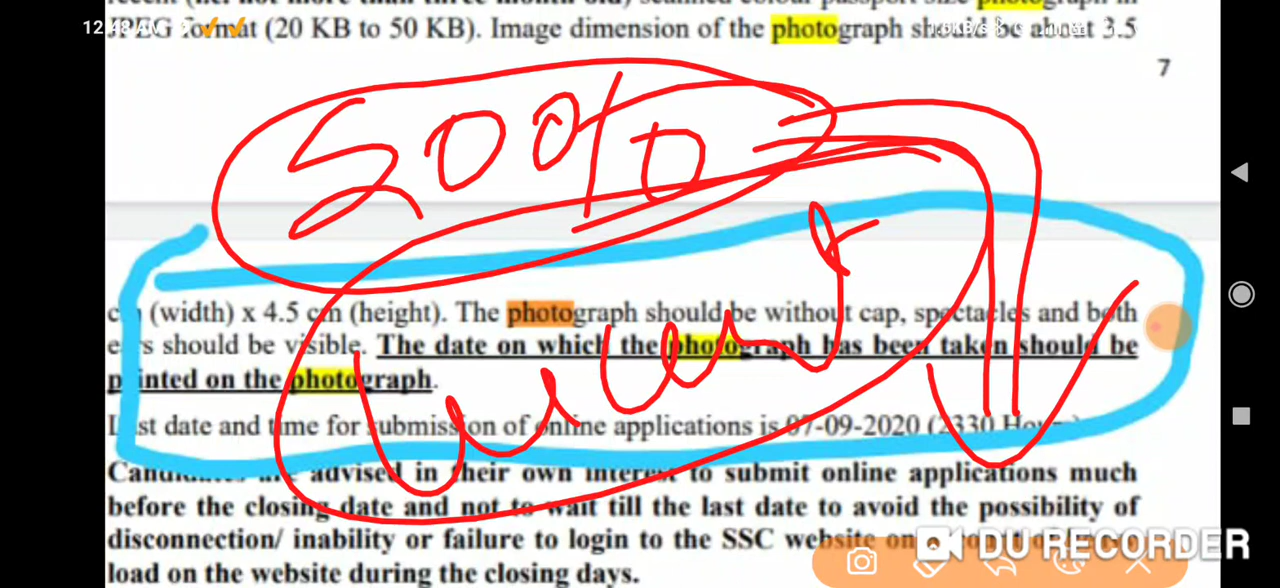 format (20 KB to 50 KB). Image dimension of the photograph should be about 3.5
7
(width) x 4.5 cm (height). The photograph should be without cap, spectacles and both
ears should be visible. The date on which the photograph has been taken should be
printed on the photograph.
Last date and time for submission of online applications is 07-09-2020 (2330
advised in their own interest to submit online applications much
before the closing date and not to wait till the last date to avoid the possibility of
disconnection/ inability or failure to login to the SSC website on
load on the website during the closing days.
DU RECORDER